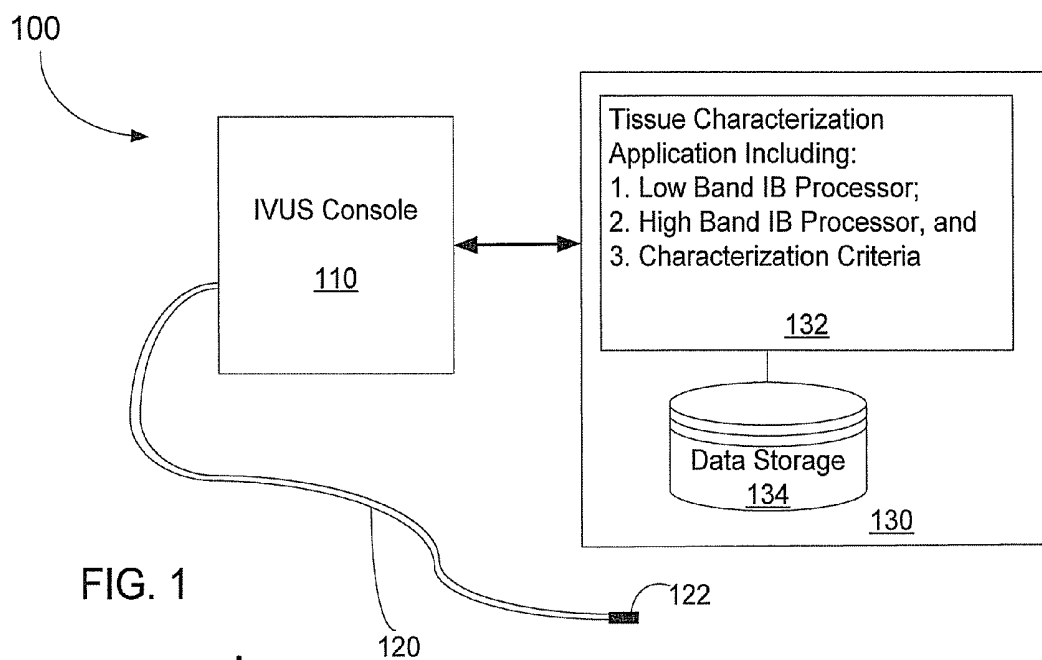 100
Tissue Characterization
Application Including:
1. Low Band IB Processor;
2. High Band IB Processor, and
3. Characterization Criteria
132
IVUS Console
110
Data Storage
134
130
FIG. 1
122
120